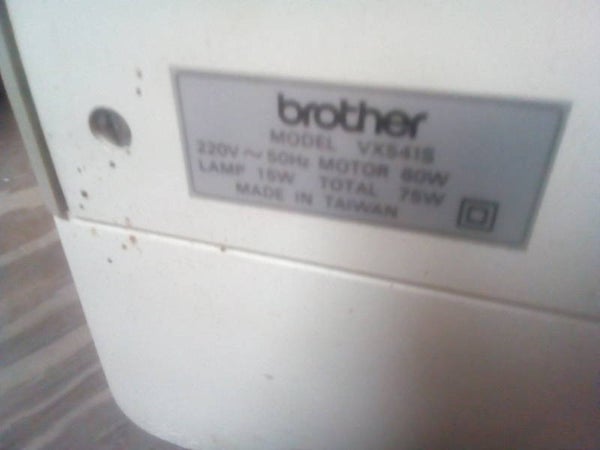 brother
MODEL VX541S
220V ~ 50Hz MOTOR 60W
LAMP 15W TOTAL 75W
MADE IN TAIWAN